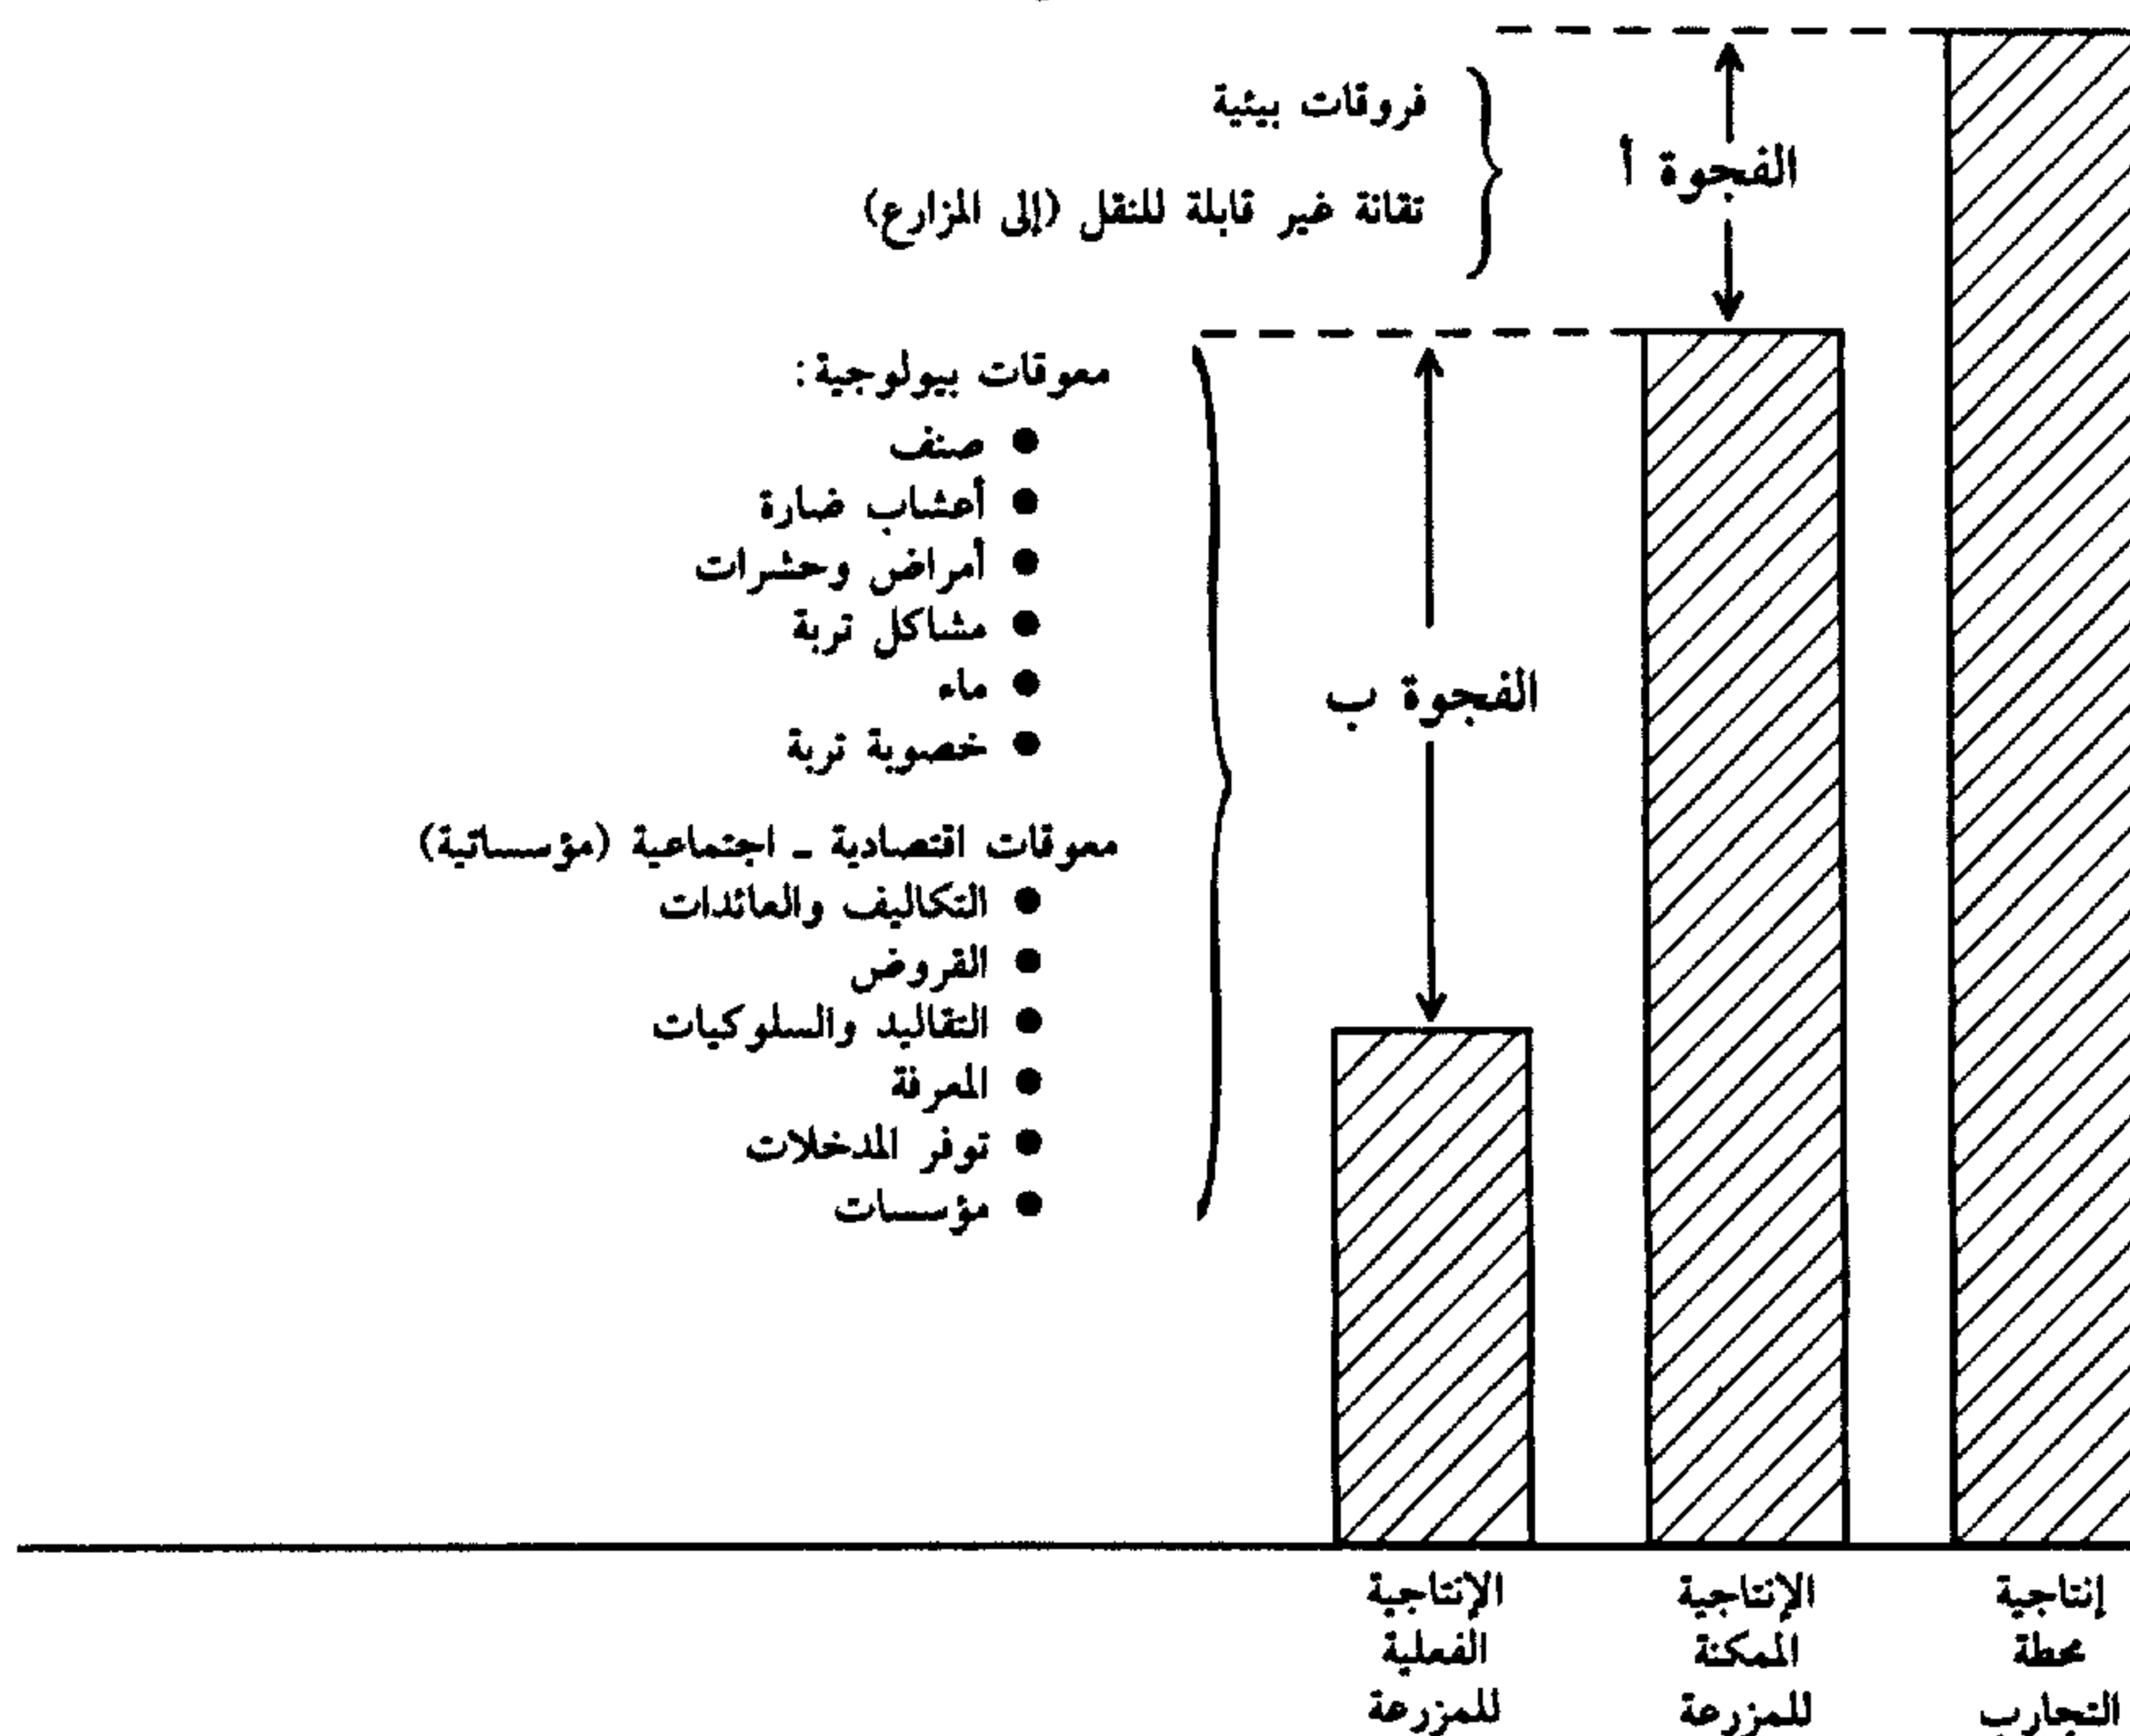 فروقات بيئية
تقانة غير قابلة للنقل (إلى المزارع)
الفجوة أ
معوقات بيولوجية:
● صنف
● أعشاب ضارة
● أمراض وحشرات
● مشاكل تربة
● ماء
● خصوبة تربة
الفجوة ب
معوقات اقتصادية - اجتماعية (مؤسساتية)
● التكاليف والعائدات
● القروض
● التقاليد والسلوكيات
● المعرفة
● توفر المدخلات
● مؤسسات
إنتاجية
محطة
التجارب
الإنتاجية
الممكنة
للمزرعة
الإنتاجية
الفعلية
للمزرعة